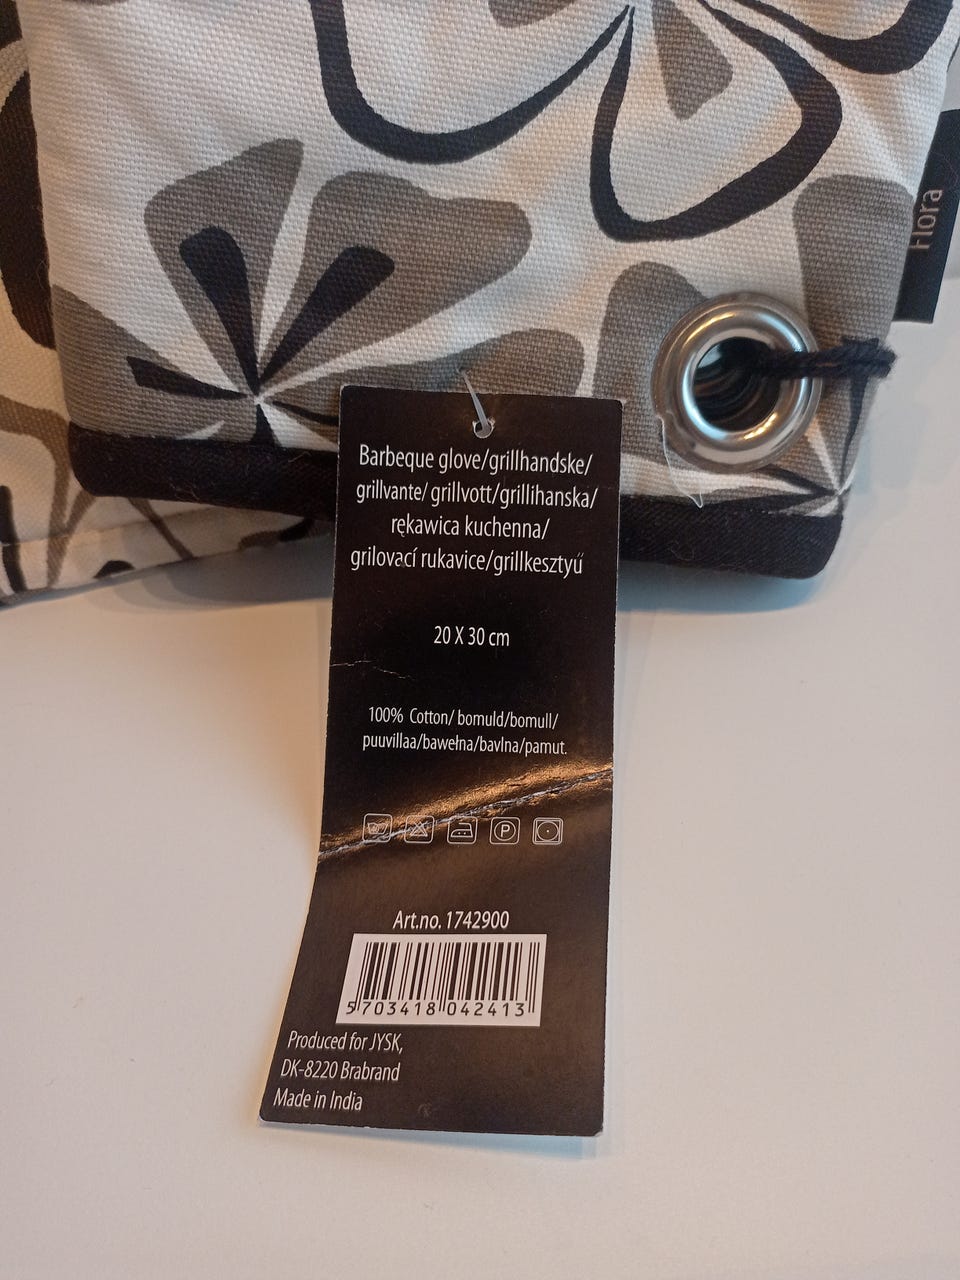 Flora
Barbeque glove/grillhandske/
grillvante/ grillvott/grillihanska/
rękawica kuchenna/
grilovací rukavice/grillkesztyű
20 X 30 cm
100% Cotton/ bomuld/bomull/
puuvillaa/bawełna/bavlna/pamut.
P
Art.no. 1742900
5703418042413
Produced for JYSK,
DK-8220 Brabrand
Made in India